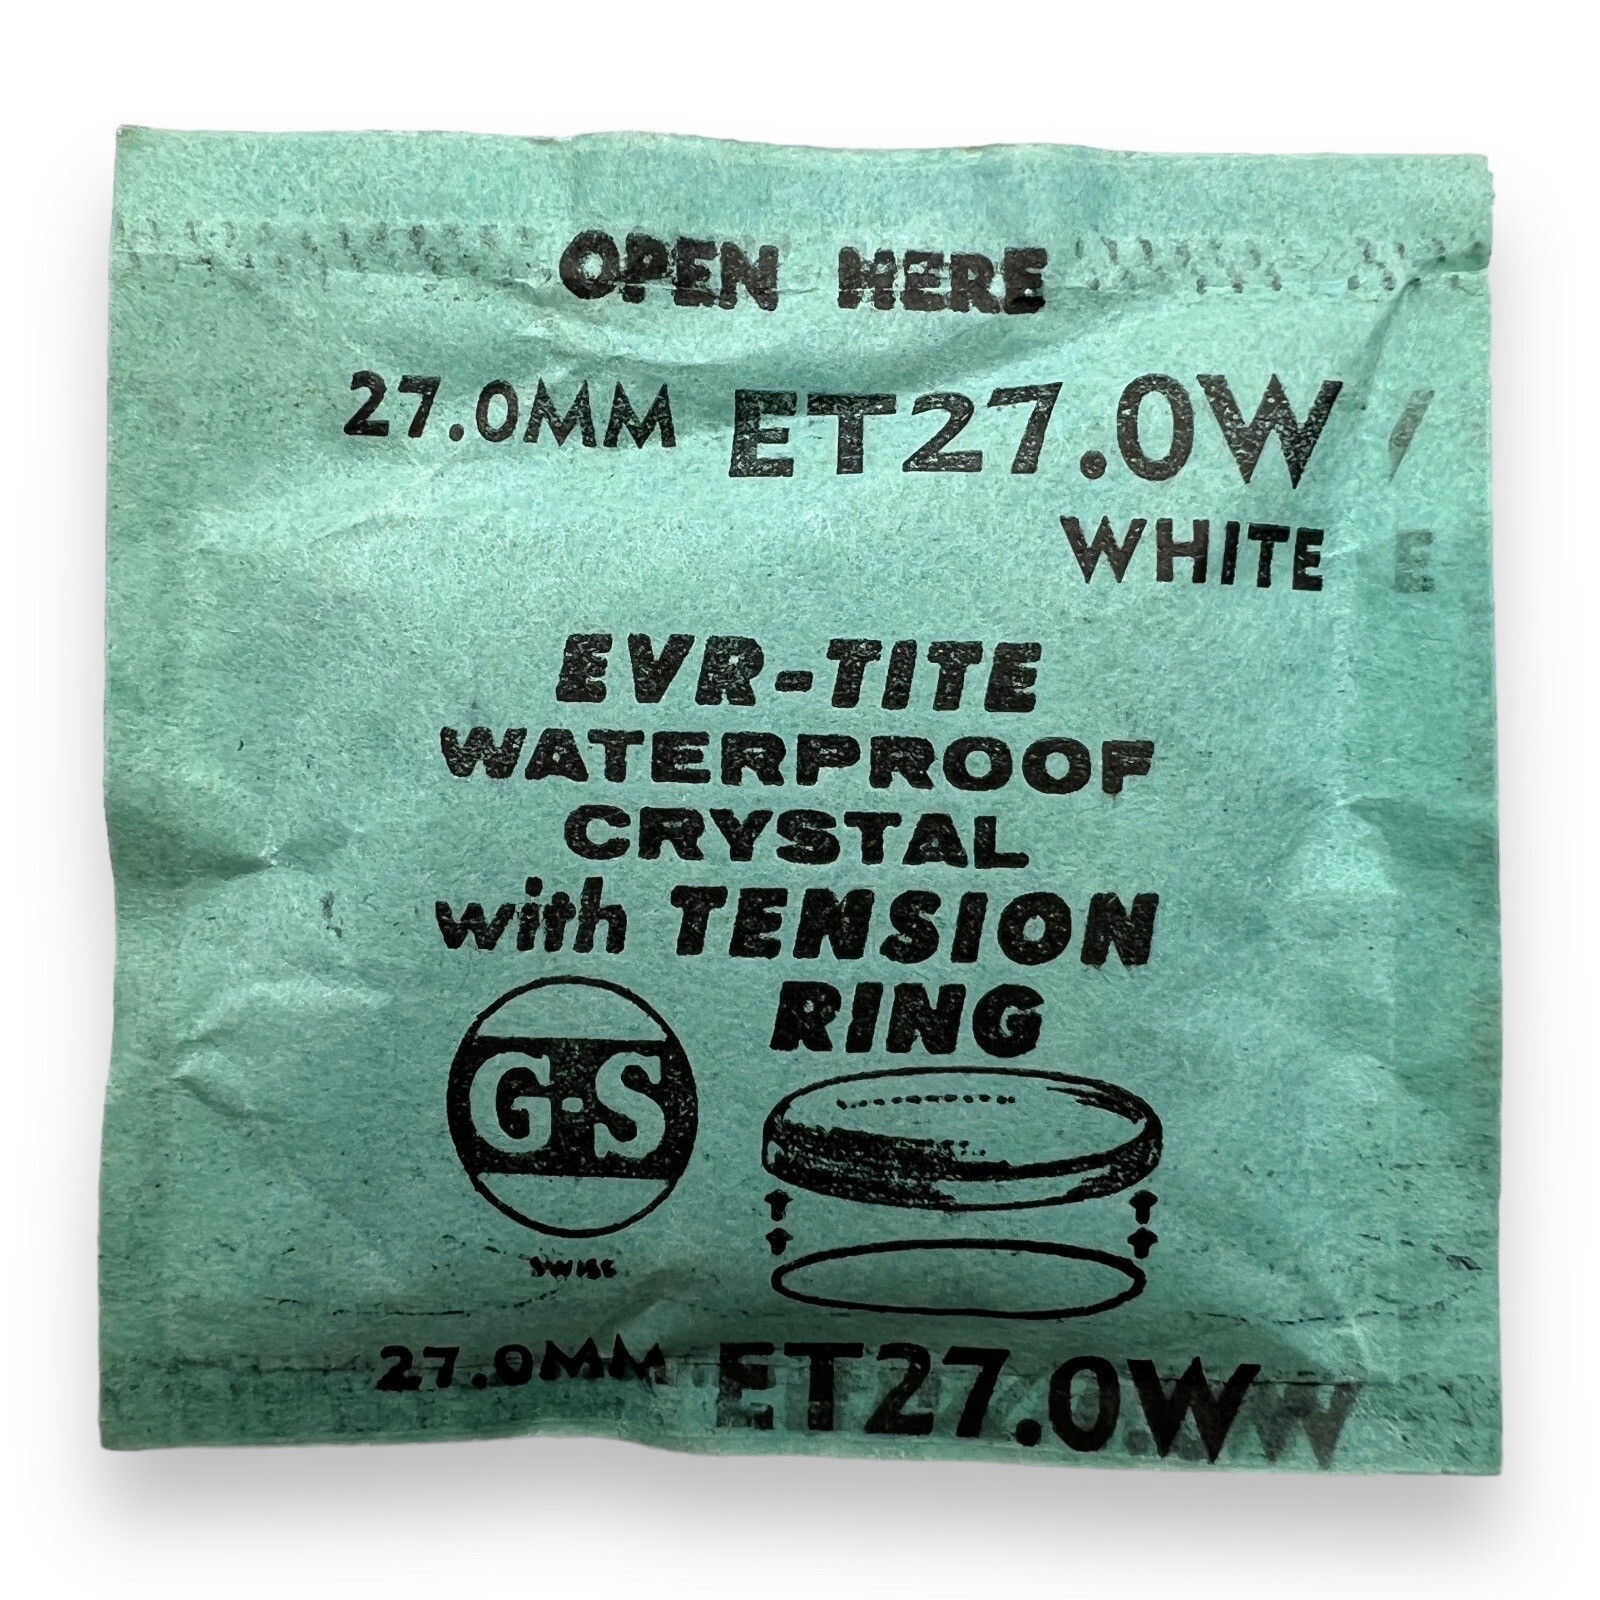 OPEN HERE
27.0MM ET27.0W
WHITE E
EVR-TITE
WATERPROOF
CRYSTAL
with TENSION
RING
G-S
SWISS
27.0MM ET27.0W W